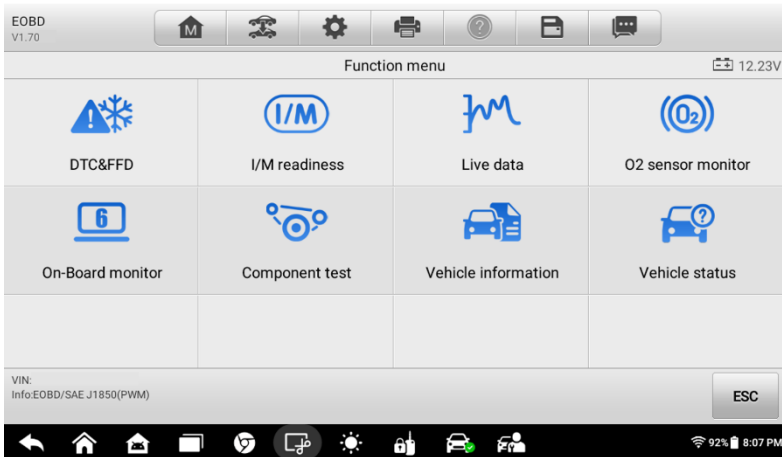 EOBD
V1.70
M
?
Function menu
12.23V
I/M
O2
DTC&FFD
I/M readiness
Live data
O2 sensor monitor
6
?
On-Board monitor
Component test
Vehicle information
Vehicle status
VIN:
Info:EOBD/SAE J1850(PWM)
ESC
92% 8:07 PM